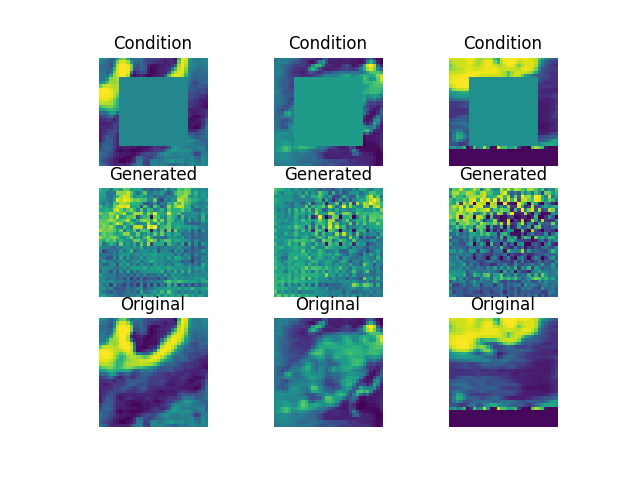 Condition Condition Condition
Generated Generated Generated
Original Original Original